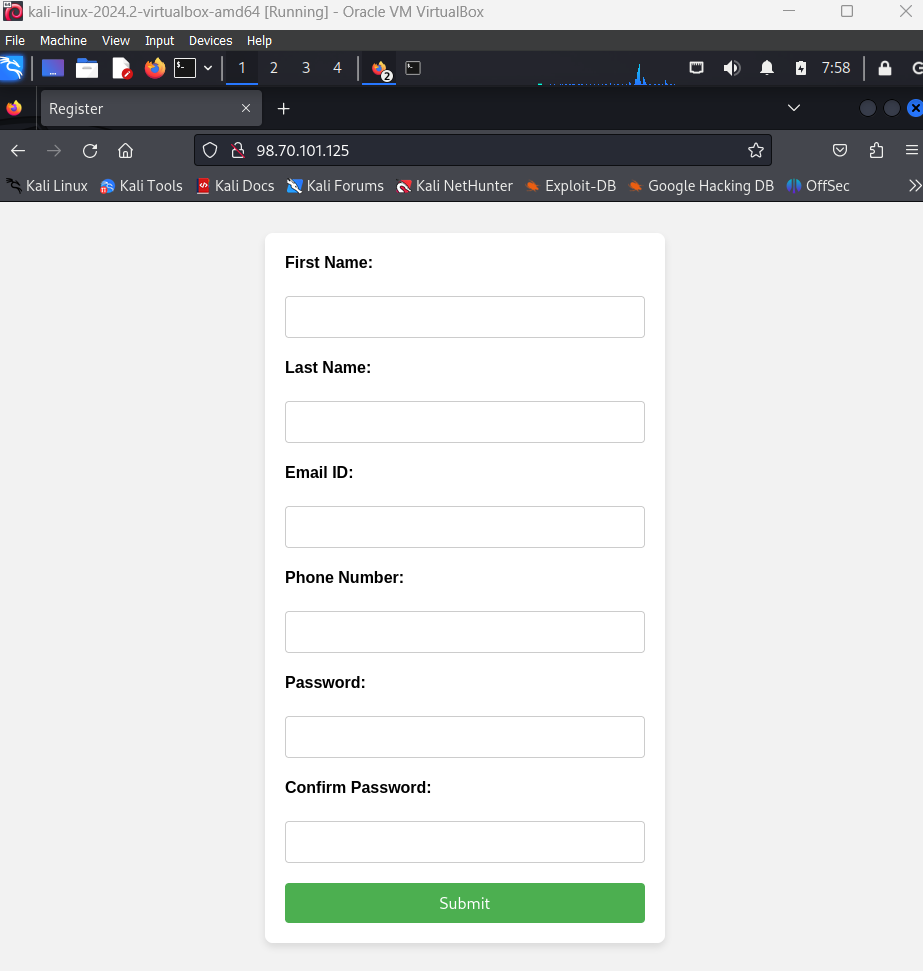 kali-linux-2024.2-virtualbox-amd64 [Running] - Oracle VM VirtualBox
File Machine View Input Devices Help
1 2 3 4 2 7:58
Register
98.70.101.125
Kali Linux Kali Tools Kali Docs Kali Forums Kali NetHunter Exploit-DB Google Hacking DB OffSec
First Name:
Last Name:
Email ID:
Phone Number:
Password:
Confirm Password:
Submit